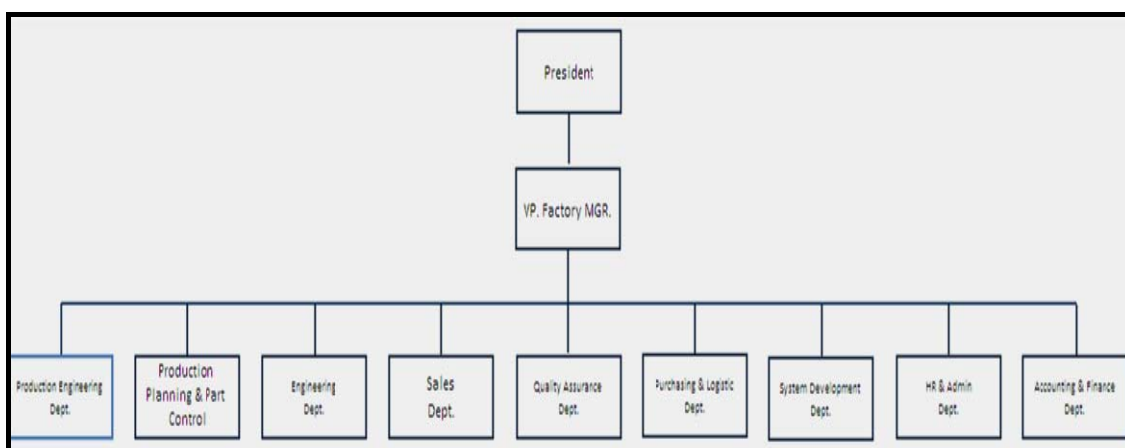 President
VP. Factory MGR.
Production Engineering
Dept.
Production
Planning & Part
Control
Engineering
Dept.
Sales
Dept.
Quality Assurance
Dept.
Purchasing & Logistic
Dept.
System Development
Dept.
HR & Admin
Dept.
Accounting & Finance
Dept.